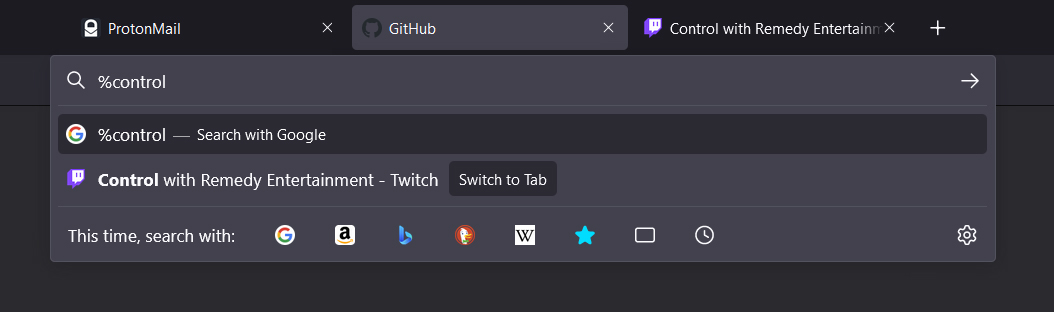 ProtonMail
GitHub
Control with Remedy Entertainm
%control
%control — Search with Google
Control with Remedy Entertainment - Twitch Switch to Tab
This time, search with: